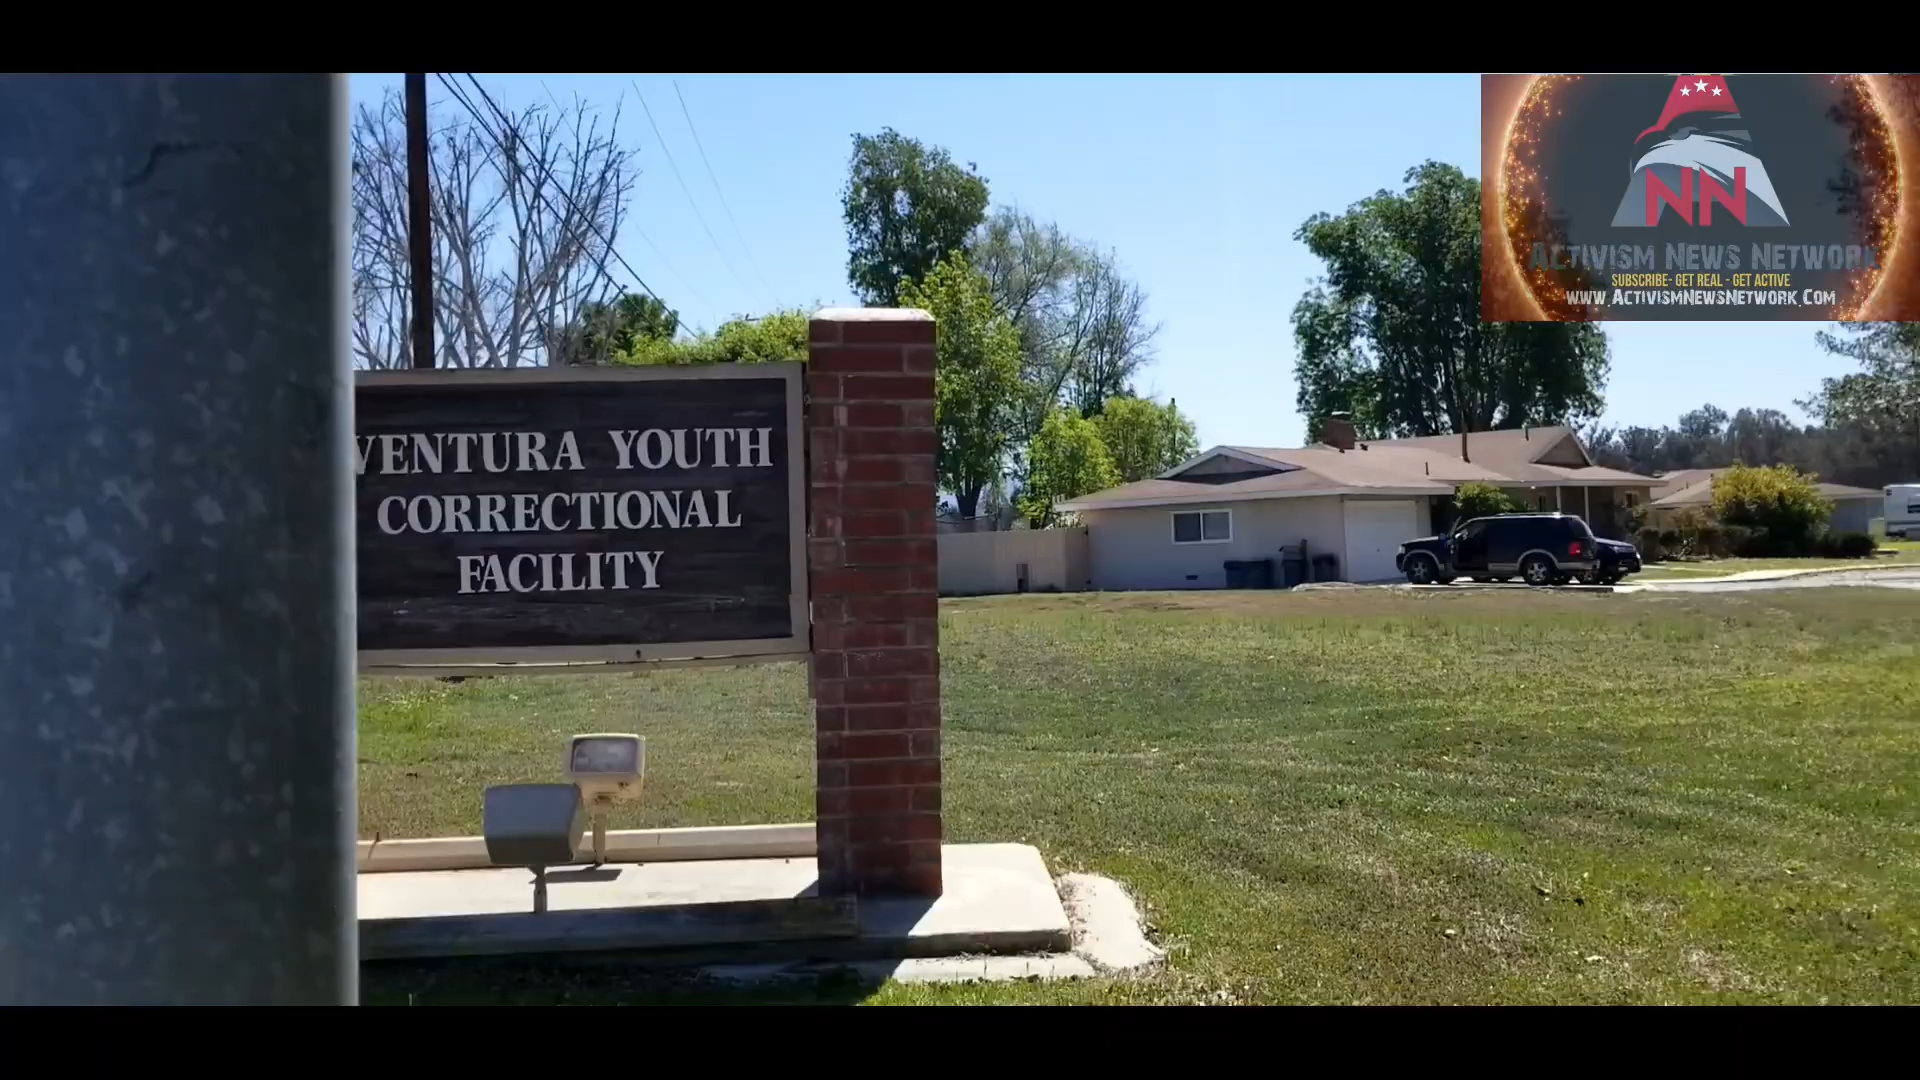 VENTURA YOUTH
CORRECTIONAL
FACILITY
NN
ACTIVISM NEWS NETWORK
SUBSCRIBE- GET REAL - GET ACTIVE
WWW.ACTIVISMNEWSNETWORK.COM